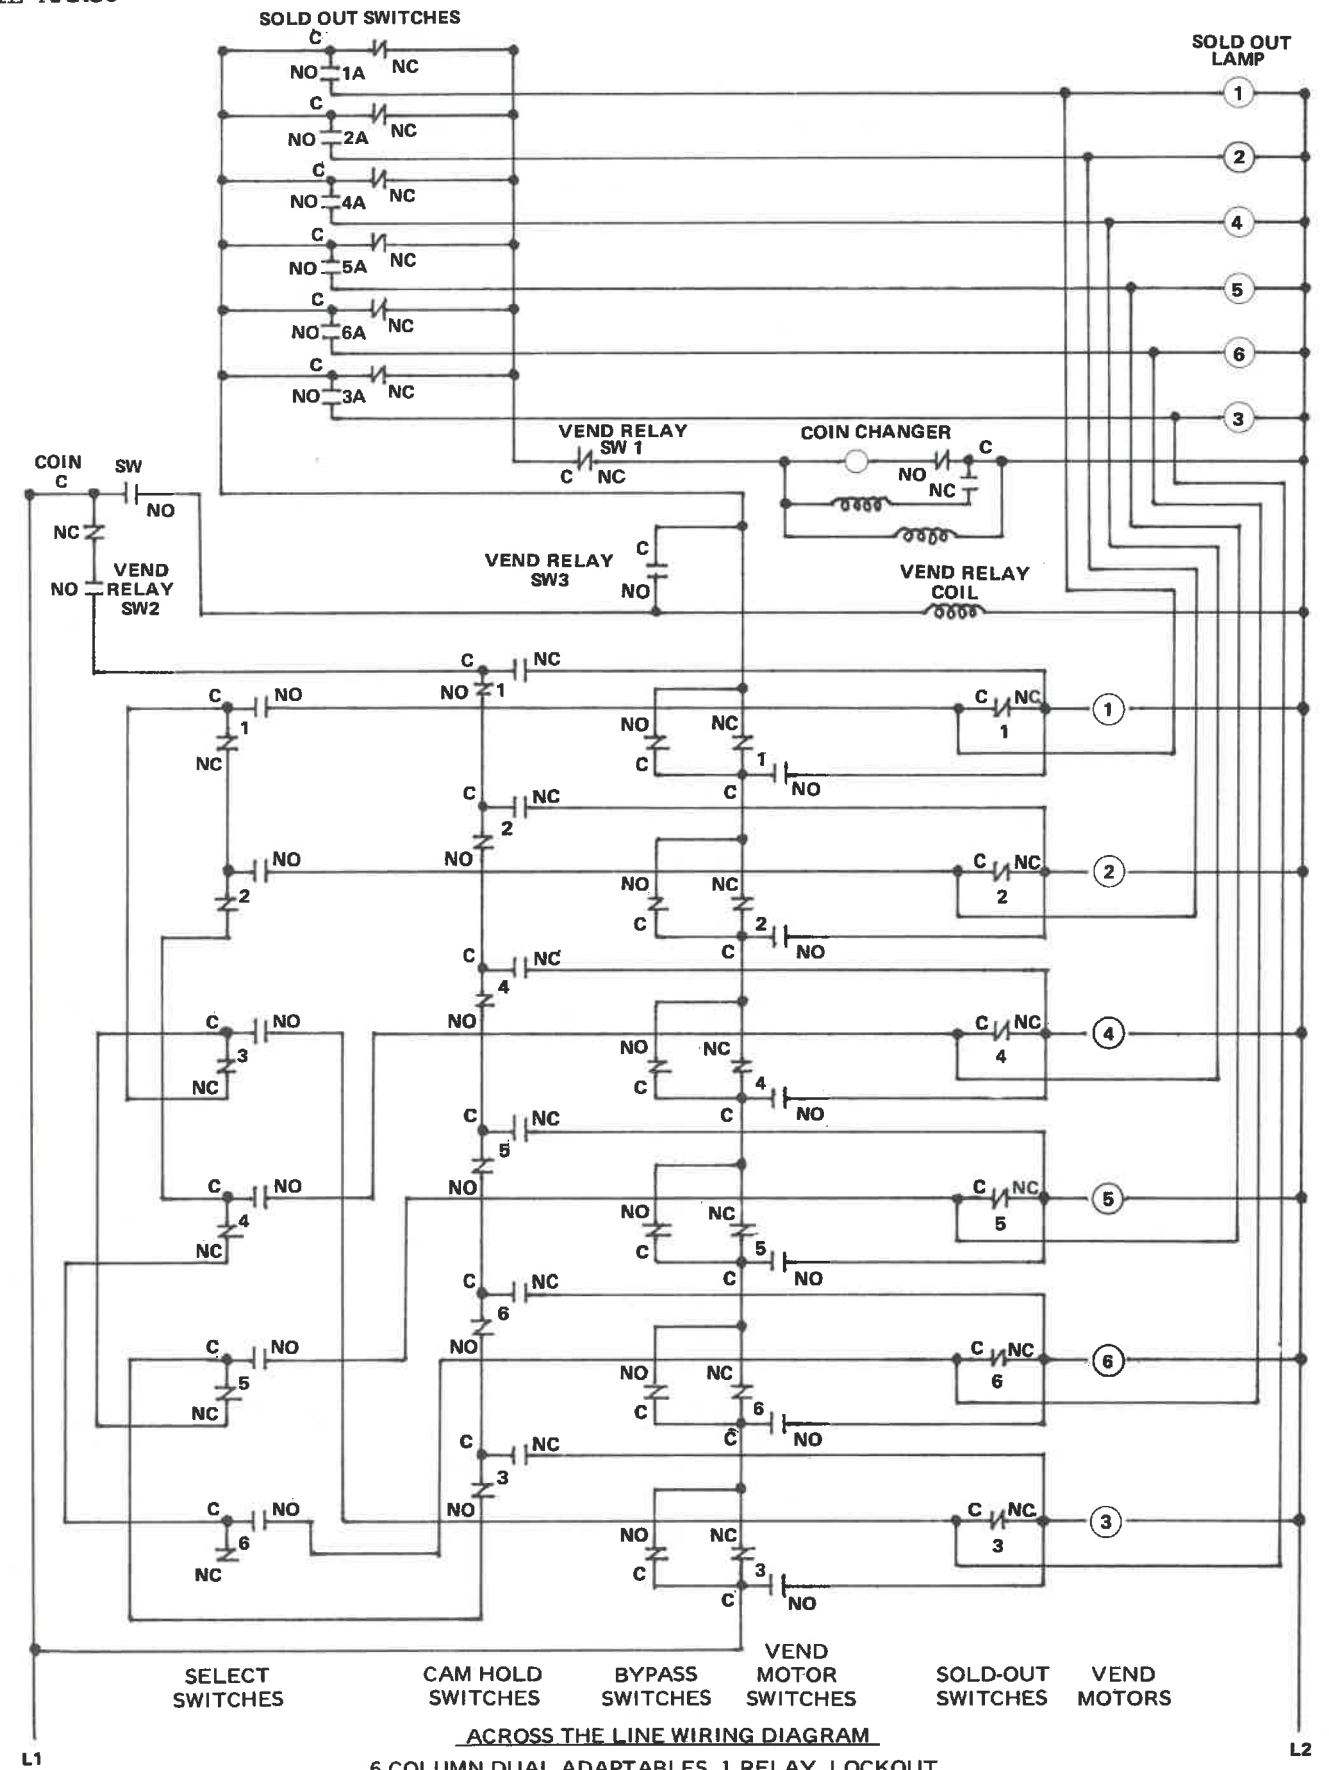 SOLD OUT SWITCHES
C
NC
NO 1A
SOLD OUT
LAMP
1
C
NC
NO 2A
2
C
NC
NO 4A
4
C
NC
NO 5A
5
C
NC
NO 6A
6
C
NC
NO 3A
3
VEND RELAY
SW 1
C NC
COIN CHANGER
C
NO
NC
COIN
C
SW
NO
NC
VEND
NO RELAY
SW2
VEND RELAY
SW3
C
NO
VEND RELAY
COIL
C NC
NO 1
C NO
1
NC
NO NC
C
1
C NO
C NC
1
1
C NC
2
NO
NO
2
NO NC
C
2
C NO
C NC
2
2
C NC
4
NO
C NO
3
NC
NO NC
C
4
C NO
C NC
4
4
C NC
5
NO
C NO
4
NC
NO NC
C
5
C NO
C NC
5
5
C NC
6
NO
C NO
5
NC
NO NC
C
6
C NO
C NC
6
6
C NC
3
NO
C NO
6
NC
NO NC
C
3
C NO
C NC
3
3
SELECT
SWITCHES
CAM HOLD
SWITCHES
BYPASS
SWITCHES
VEND
MOTOR
SWITCHES
SOLD-OUT
SWITCHES
VEND
MOTORS
L1
ACROSS THE LINE WIRING DIAGRAM
L2
6 COLUMN DUAL ADAPTABLES, 1 RELAY, LOCKOUT